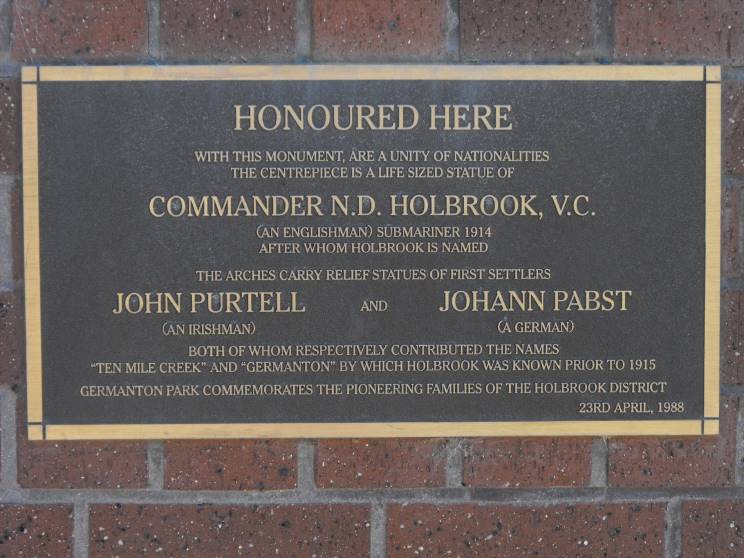 HONOURED HERE
WITH THIS MONUMENT, ARE A UNITY OF NATIONALITIES
THE CENTREPIECE IS A LIFE SIZED STATUE OF
COMMANDER N.D. HOLBROOK, V.C.
(AN ENGLISHMAN) SUBMARINER 1914
AFTER WHOM HOLBROOK IS NAMED
THE ARCHES CARRY RELIEF STATUES OF FIRST SETTLERS
JOHN PURTELL AND JOHANN PABST
(AN IRISHMAN) (A GERMAN)
BOTH OF WHOM RESPECTIVELY CONTRIBUTED THE NAMES
"TEN MILE CREEK" AND "GERMANTON" BY WHICH HOLBROOK WAS KNOWN PRIOR TO 1915
GERMANTON PARK COMMEMORATES THE PIONEERING FAMILIES OF THE HOLBROOK DISTRICT
23RD APRIL, 1988